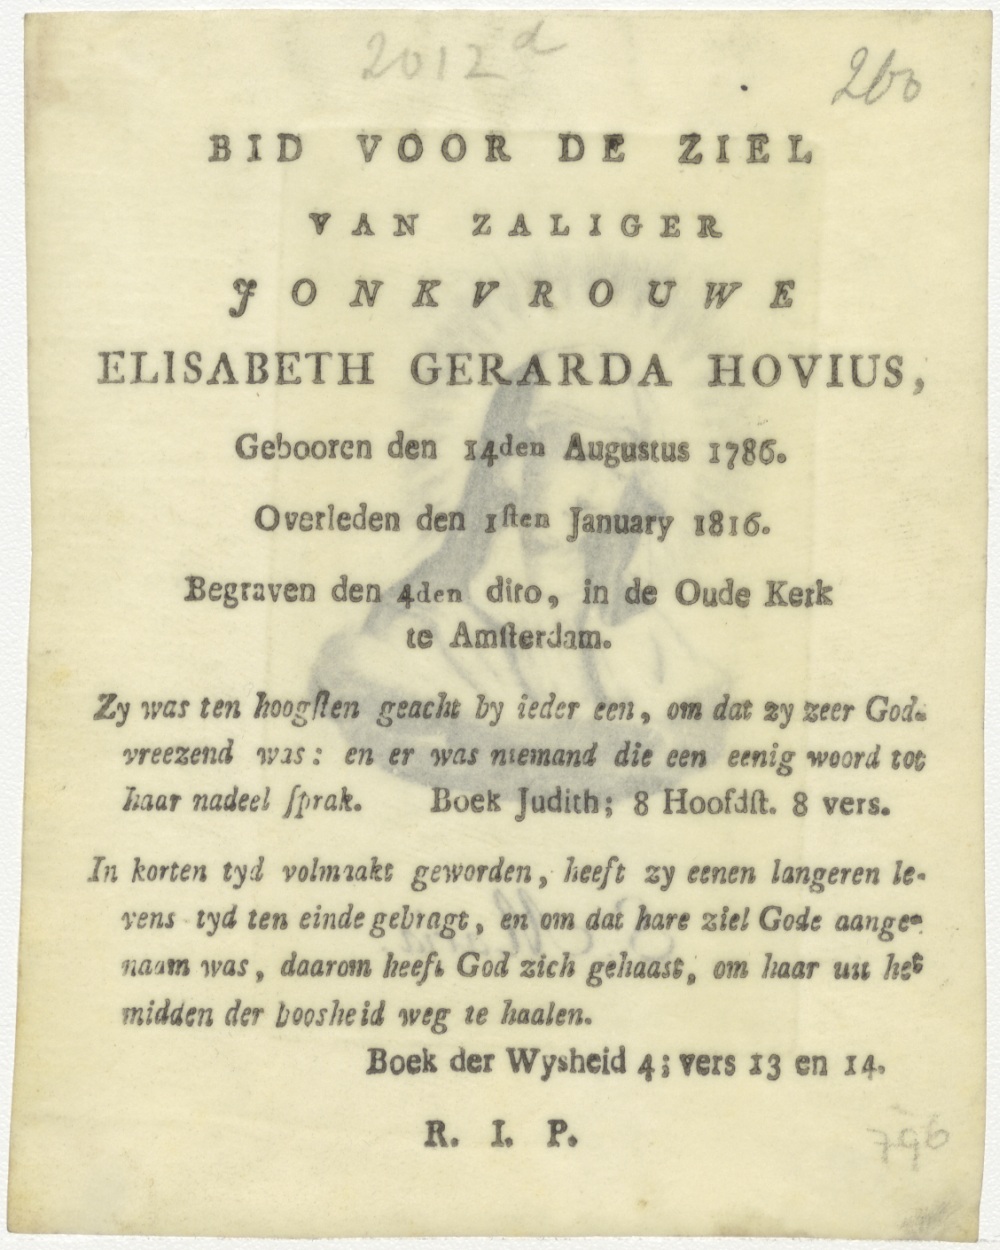 2012 d
260
BID VOOR DE ZIEL
VAN ZALIGER
JONKVROUWE
ELISABETH GERARDA HOVIUS,
Gebooren den 14den Augustus 1786.
Overleden den 1ſten January 1816.
Begraven den 4den dito, in de Oude Kerk
te Amſterdam.
Zy was ten hoogſten geacht by ieder een, om dat zy zeer God-
vreezend was: en er was niemand die een eenig woord tot
haar nadeel ſprak. Boek Judith; 8 Hoofdſt. 8 vers.
In korten tyd volmaakt geworden, heeft zy eenen langeren le-
vens tyd ten einde gebragt, en om dat hare ziel Gode aange-
naam was, daarom heeft God zich gehaast, om haar uit het
midden der boosheid weg te haalen.
Boek der Wysheid 4; vers 13 en 14.
R. I. P.